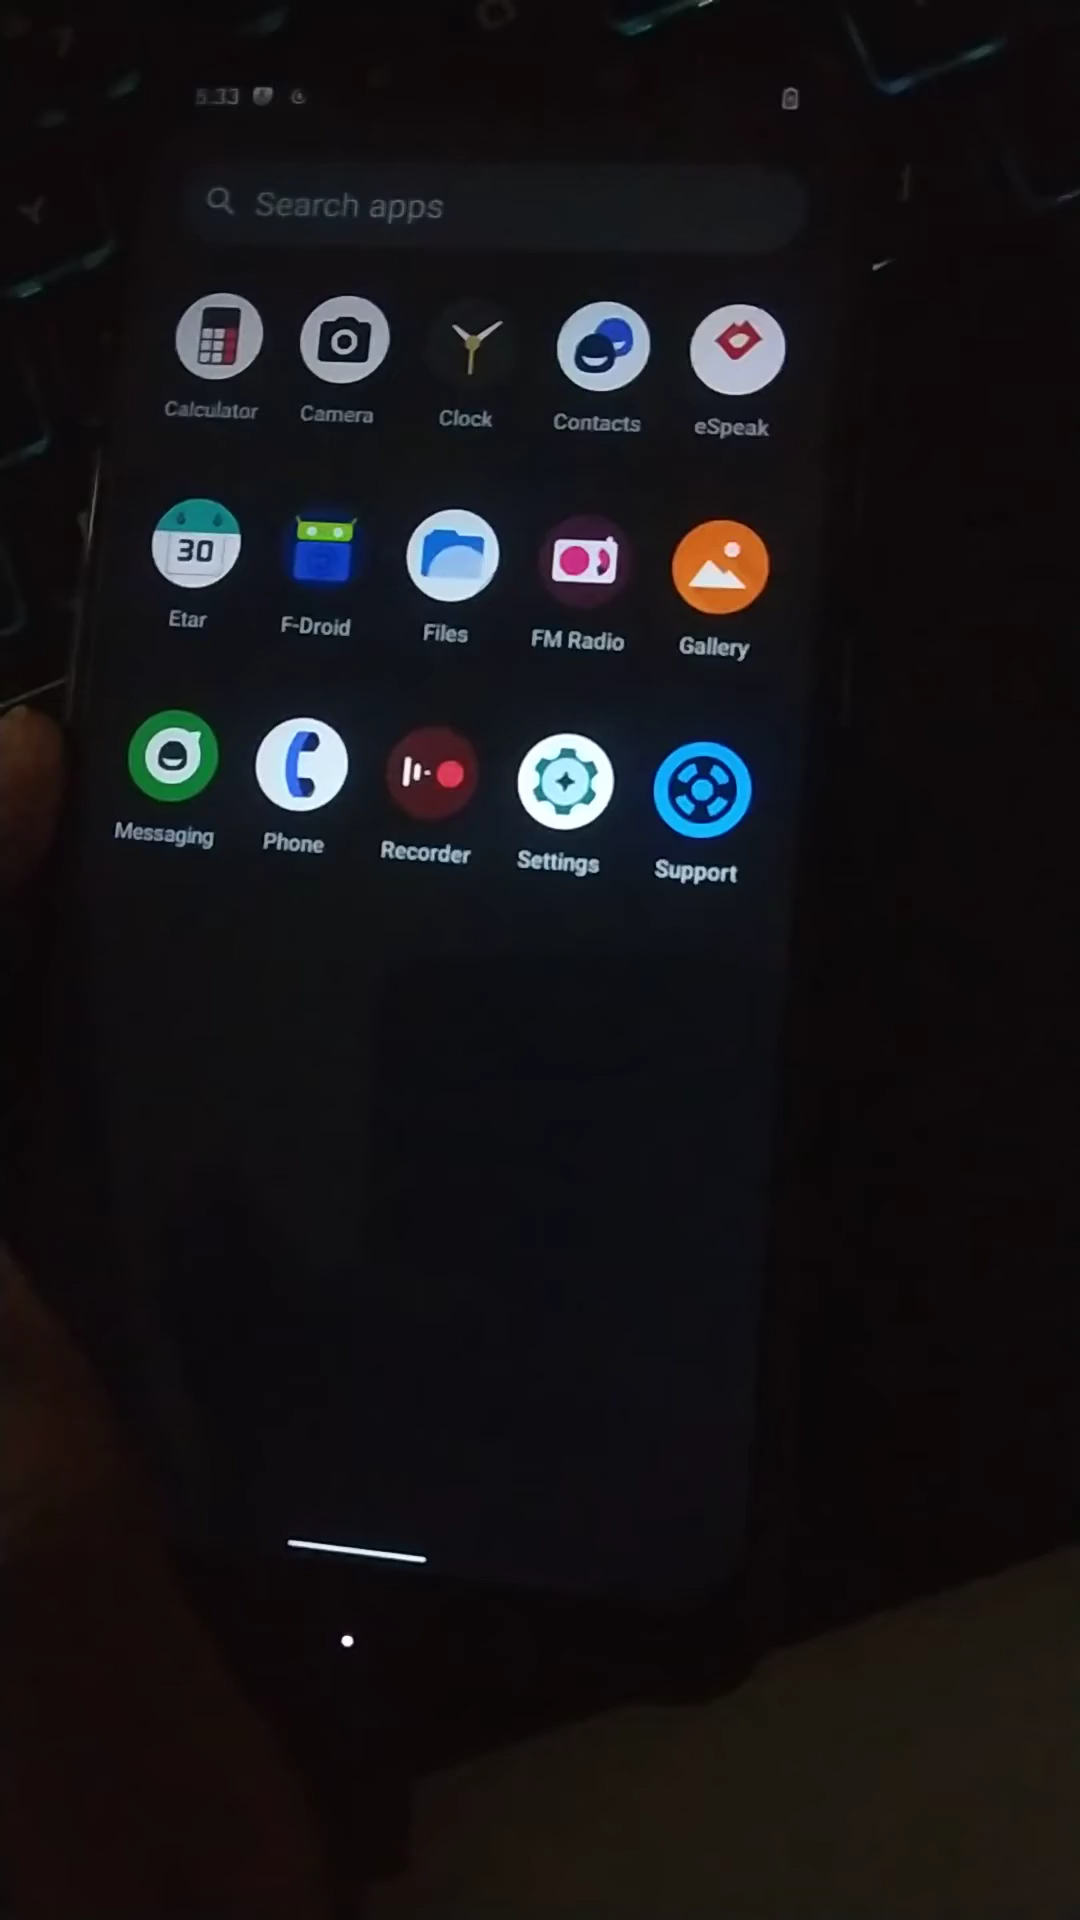 5:33
Search apps
Calculator Camera Clock Contacts eSpeak
30
Etar F-Droid Files FM Radio Gallery
Messaging Phone Recorder Settings Support